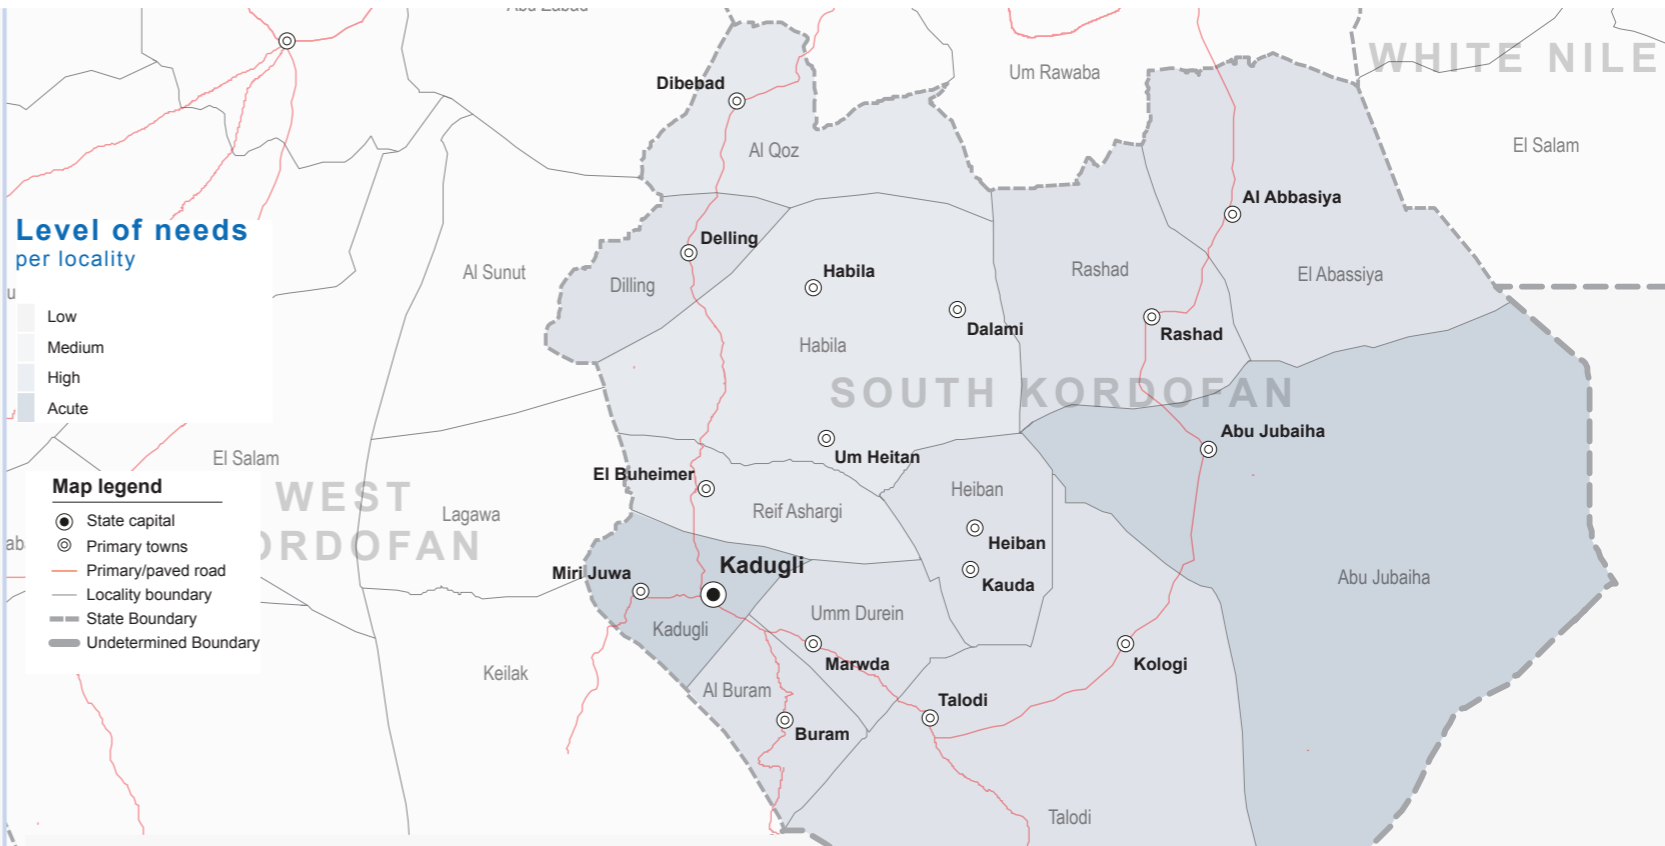 Abu Zabad
WHITE NILE
Um Rawaba
Dibebad
El Salam
Al Qoz
Al Abbasiya
Level of needs
per locality
Delling
Al Sunut
Habila
Rashad
El Abassiya
Dilling
Low
Dalami
Rashad
Medium
Habila
High
SOUTH KORDOFAN
Acute
Abu Jubaiha
El Salam
Um Heitan
El Buheimer
Map legend
Heiban
WEST
Lagawa
Reif Ashargi
State capital
Heiban
Primary towns
ORDOFAN
Kadugli
Primary/paved road
Miri Juwa
Kauda
Abu Jubaiha
Locality boundary
Umm Durein
State Boundary
Kadugli
Undetermined Boundary
Marwda
Kologi
Keilak
Al Buram
Talodi
Buram
Talodi